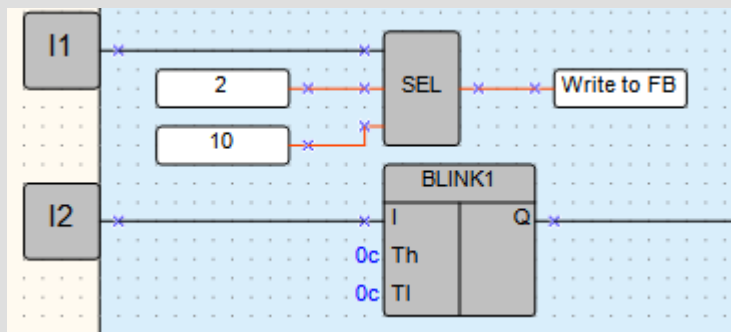 I1
2
SEL
Write to FB
10
BLINK1
I2
I
Q
0c Th
0c Tl